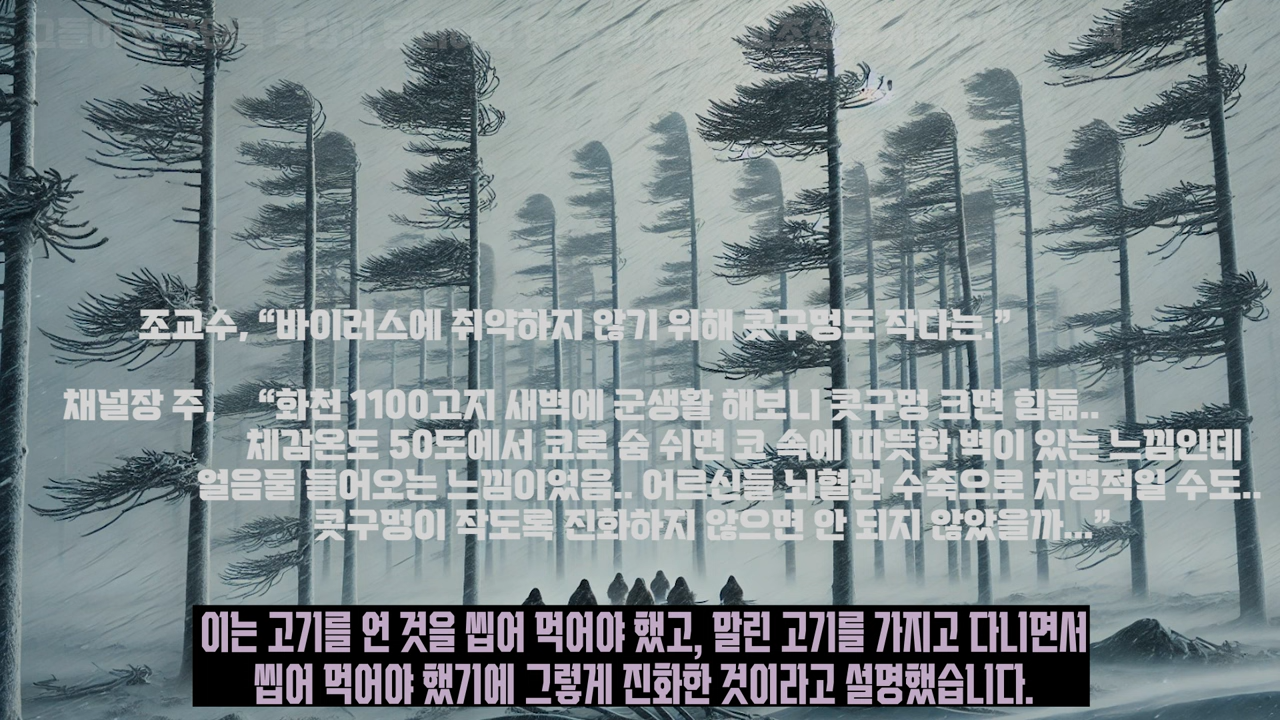 조교수, “바이러스에 취약하지 않기 위해 콧구멍도 작다는.”
채널장 주, “화천 1100고지 새벽에 군생활 해보니 콧구멍 크면 힘듦..
체감온도 50도에서 코로 숨 쉬면 코 속에 따뜻한 벽이 있는 느낌인데
얼음물 들어오는 느낌이었음.. 어르신들 뇌혈관 수축으로 치명적일 수도..
콧구멍이 작도록 진화하지 않으면 안 되지 않았을까...”
이는 고기를 언 것을 씹어 먹어야 했고, 말린 고기를 가지고 다니면서
씹어 먹어야 했기에 그렇게 진화한 것이라고 설명했습니다.